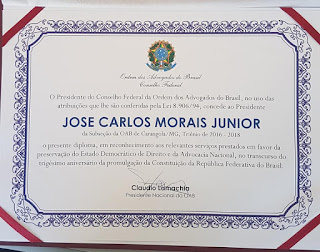 Ordem dos Advogados do Brasil
Conselho Federal
O Presidente do Conselho Federal da Ordem dos Advogados do Brasil, no uso das
atribuições que lhe são conferidas pela Lei 8.906/94, concede ao Presidente
JOSE CARLOS MORAIS JUNIOR
da Subseção da OAB de Carangola/MG, Triênio de 2016 - 2018
o presente diploma, em reconhecimento aos relevantes serviços prestados em favor da
preservação do Estado Democrático de Direito e da Advocacia Nacional, no transcurso do
trigésimo aniversário da promulgação da Constituição da República Federativa do Brasil.
Claudio Lamachia
Presidente Nacional da OAB